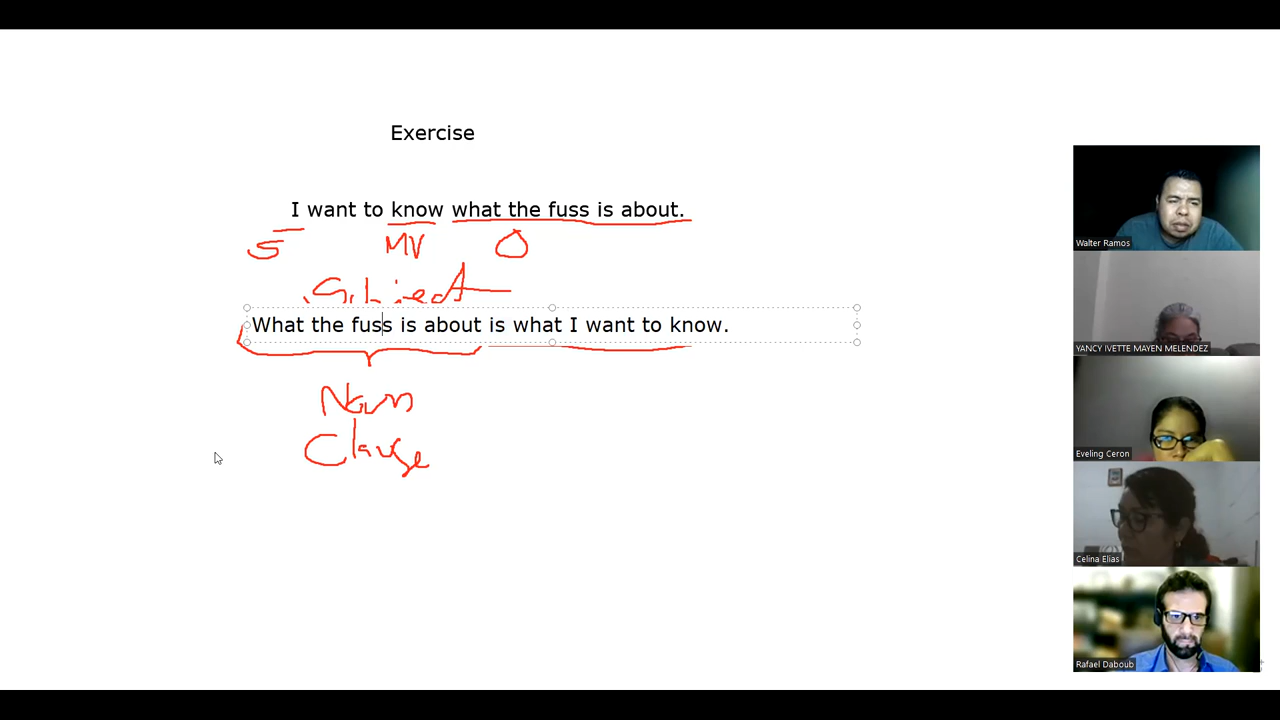 Exercise
I want to know what the fuss is about.
S MV O
Subject
What the fuss is about is what I want to know.
Noun
Clause
Walter Ramos
YANCY IVETTE MAYEN MELENDEZ
Eveling Ceron
Celina Elias
Rafael Daboub